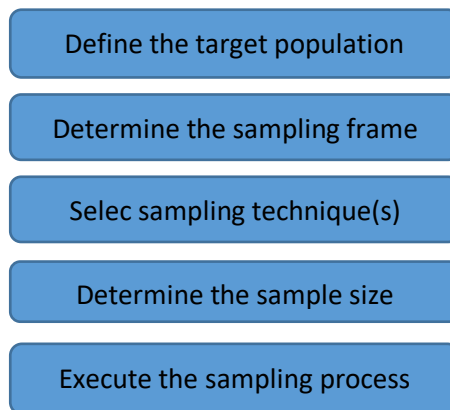 Define the target population
Determine the sampling frame
Selec sampling technique(s)
Determine the sample size
Execute the sampling process